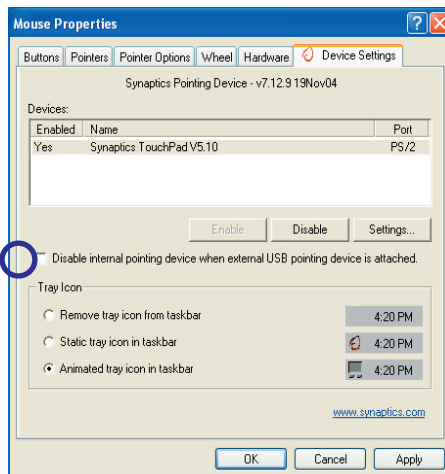 Mouse Properties
Buttons Pointers Pointer Options Wheel Hardware Device Settings
Synaptics Pointing Device - v7.12.9 19Nov04
Devices:
Enabled Name Port
Yes Synaptics TouchPad V5.10 PS/2
Enable Disable Settings...
Disable internal pointing device when external USB pointing device is attached.
Tray Icon
Remove tray icon from taskbar 4:20 PM
Static tray icon in taskbar 4:20 PM
Animated tray icon in taskbar 4:20 PM
www.synaptics.com
OK Cancel Apply